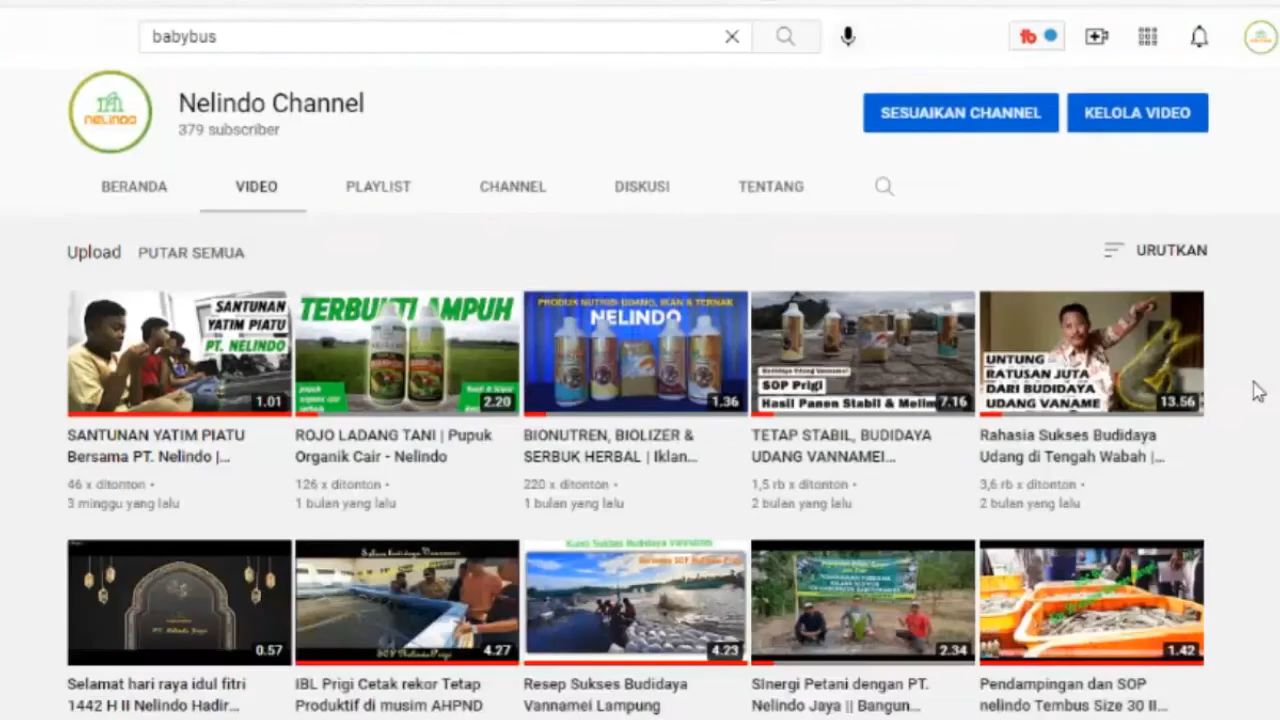 babybus
NELINDO
Nelindo Channel
379 subscriber
SESUAIKAN CHANNEL
KELOLA VIDEO
BERANDA
VIDEO
PLAYLIST
CHANNEL
DISKUSI
TENTANG
Upload
PUTAR SEMUA
URUTKAN
SANTUNAN
YATIM PIATU
PT. NELINDO
1.01
TERBUKTI AMPUH
2.20
PRODUK NUTRISI UDANG, IKAN & TERNAK
NELINDO
1.36
Budidaya Udang Vannamei
SOP Prigi
Hasil Panen Stabil &
7.16
UNTUNG
RATUSAN JUTA
DARI BUDIDAYA
UDANG VANAME
13.56
SANTUNAN YATIM PIATU
Bersama PT. Nelindo |...
46 x ditonton •
3 minggu yang lalu
ROJO LADANG TANI | Pupuk
Organik Cair - Nelindo
126 x ditonton •
1 bulan yang lalu
BIONUTREN, BIOLIZER &
SERBUK HERBAL | Iklan...
220 x ditonton •
1 bulan yang lalu
TETAP STABIL, BUDIDAYA
UDANG VANNAMEI...
1,5 rb x ditonton •
2 bulan yang lalu
Rahasia Sukses Budidaya
Udang di Tengah Wabah |...
3,6 rb x ditonton •
2 bulan yang lalu
0.57
4.27
Kunci Sukses Budidaya Vannamei
4.23
2.34
1.42
Selamat hari raya idul fitri
1442 H II Nelindo Hadir...
IBL Prigi Cetak rekor Tetap
Produktif di musim AHPND
Resep Sukses Budidaya
Vannamei Lampung
SInergi Petani dengan PT.
Nelindo Jaya || Bangun...
Pendampingan dan SOP
nelindo Tembus Size 30 II...